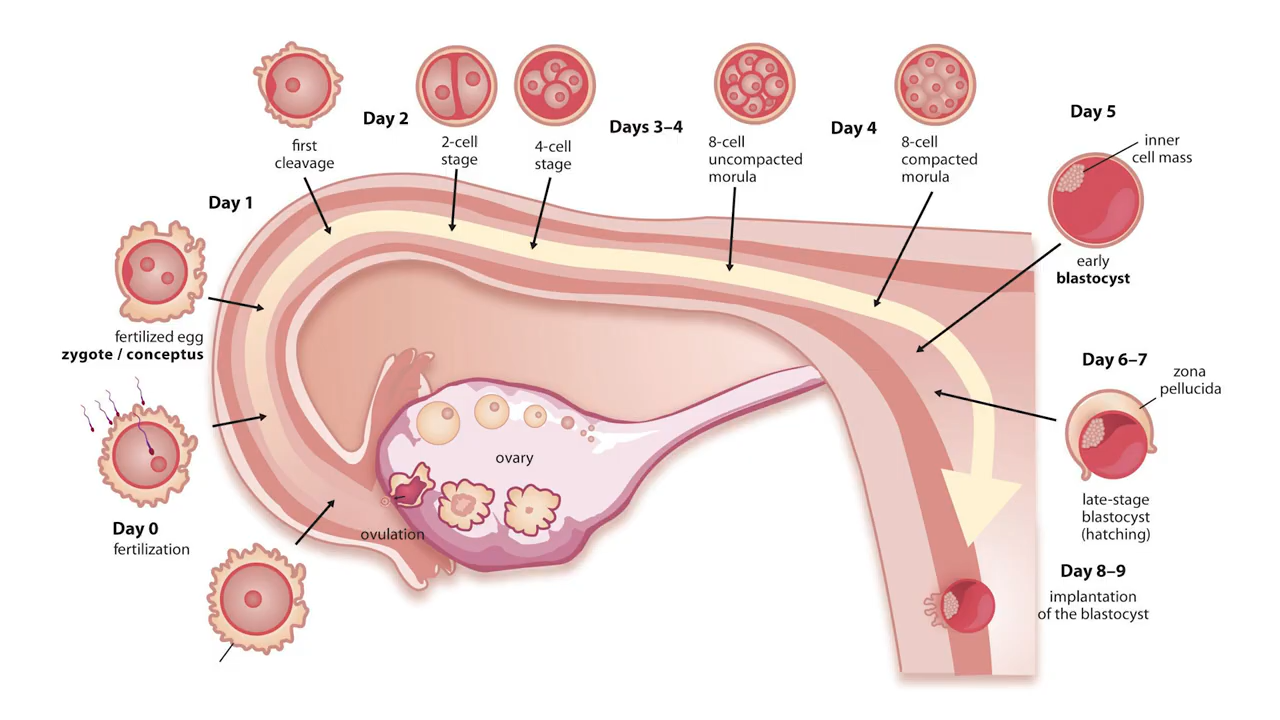 Day 0
fertilization
fertilized egg
zygote / conceptus
Day 1
first
cleavage
Day 2
2-cell
stage
4-cell
stage
Days 3–4
8-cell
uncompacted
morula
Day 4
8-cell
compacted
morula
Day 5
inner
cell mass
early
blastocyst
Day 6–7
zona
pellucida
late-stage
blastocyst
(hatching)
Day 8–9
implantation
of the blastocyst
ovary
ovulation